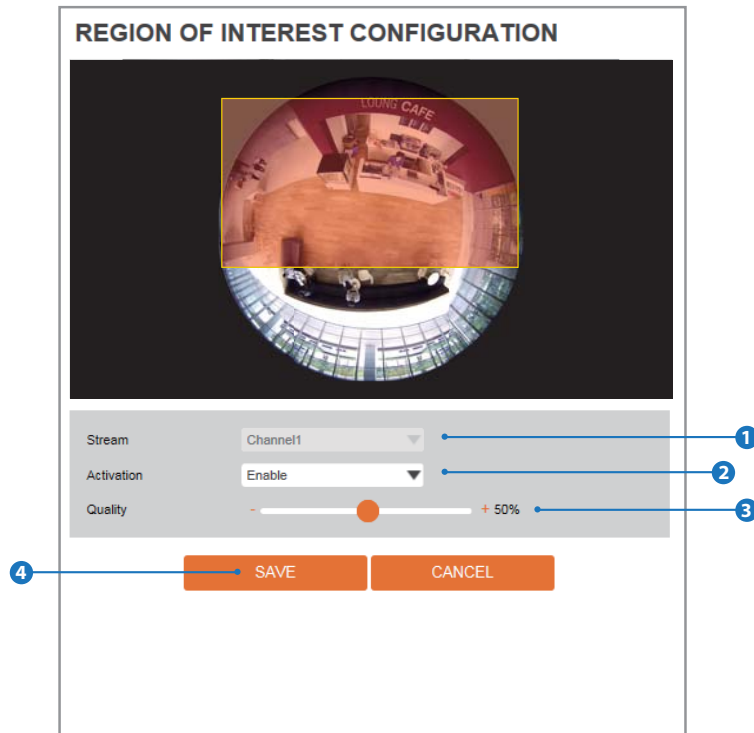 REGION OF INTEREST CONFIGURATION
LOUNG CAFE
Stream Channel1 1
Activation Enable 2
Quality - + 50% 3
4 SAVE CANCEL